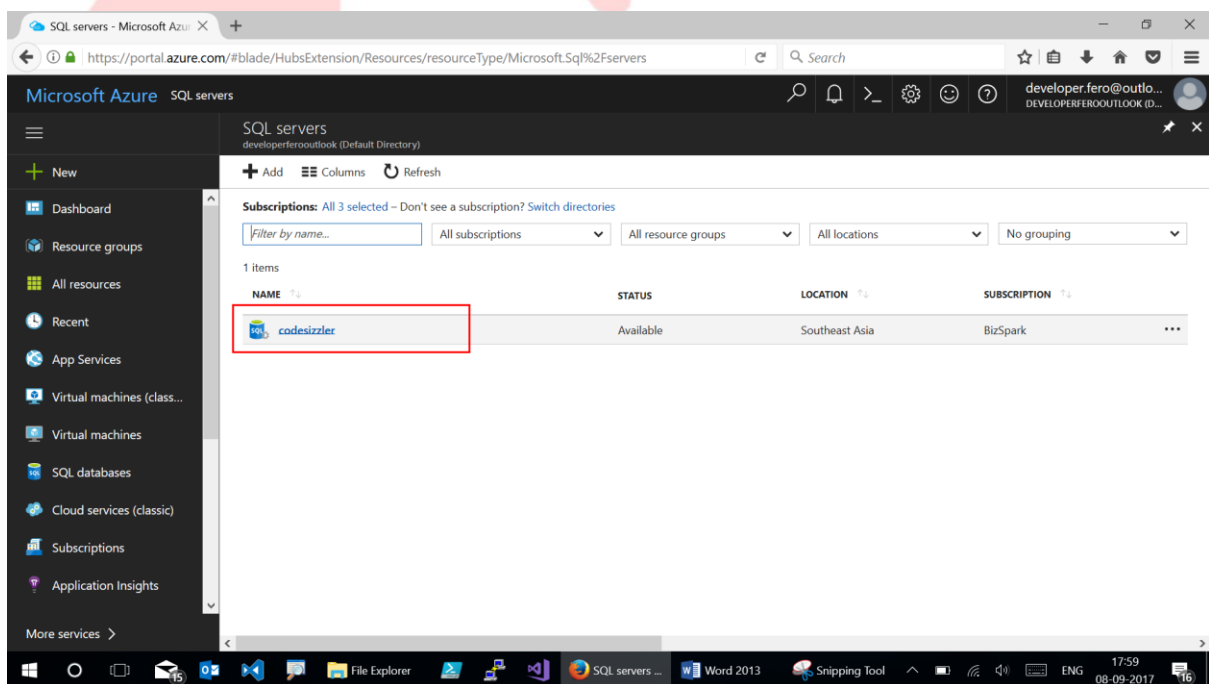 SQL servers - Microsoft Azu
https://portal.azure.com/#blade/HubsExtension/Resources/resourceType/Microsoft.Sql%2Fservers
Search
Microsoft Azure SQL servers
developer.fero@outlo...
DEVELOPERFEROOUTLOOK (D...
SQL servers
developerferooutlook (Default Directory)
New
Add Columns Refresh
Dashboard
Resource groups
All resources
Recent
App Services
Virtual machines (class...
Virtual machines
SQL databases
Cloud services (classic)
Subscriptions
Application Insights
More services >
Subscriptions: All 3 selected – Don't see a subscription? Switch directories
Filter by name... All subscriptions All resource groups All locations No grouping
1 items
NAME STATUS LOCATION SUBSCRIPTION
SQL codesizzler Available Southeast Asia BizSpark ...
15 File Explorer SQL servers ... Word 2013 Snipping Tool ENG 17:59
08-09-2017 16